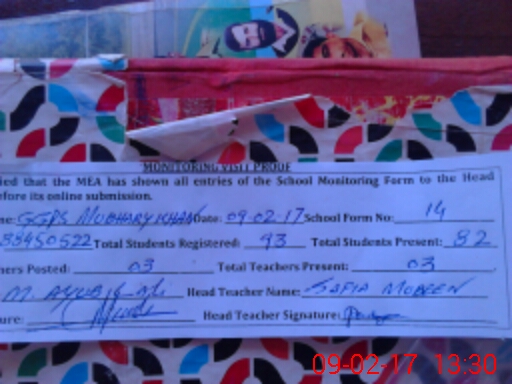 MONITORING VISIT PROOF
ied that the MEA has shown all entries of the School Monitoring Form to the Head
efore its online submission.
me: GGPS MUBHARY KHAN Date: 09.02.17 School Form No: 14
38450522 Total Students Registered: 93 Total Students Present: 82
hers Posted: 03 Total Teachers Present: 03
M. AYUB Head Teacher Name: SAFIA MOBEEN
ure: Head Teacher Signature:
09-02-17 13:30